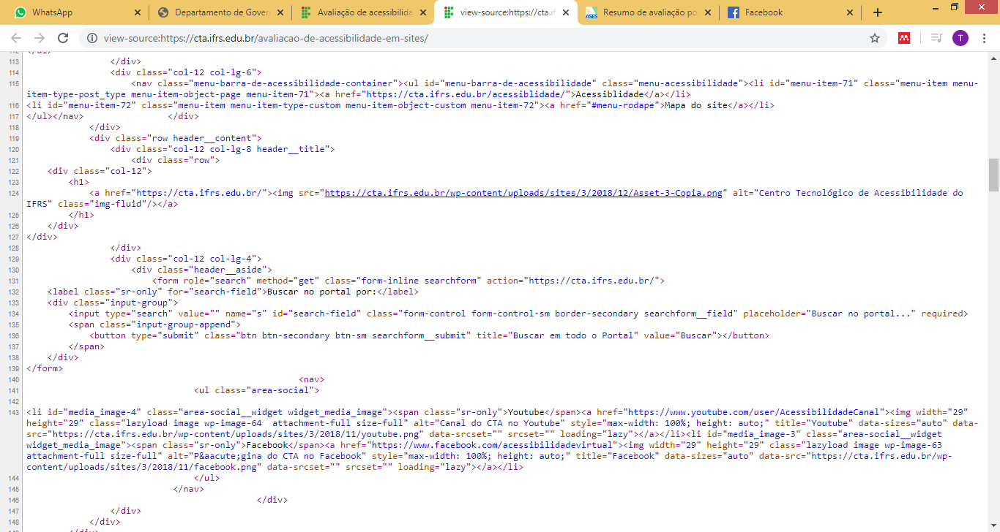 WhatsApp
Departamento de Gover
Avaliação de acessibilida
view-source:https://cta.if
Resumo de avaliação po
Facebook
view-source:https://cta.ifrs.edu.br/avaliacao-de-acessibilidade-em-sites/
T
112 </ul>
113 </div>
114 <div class="col-12 col-lg-6">
115 <nav class="menu-barra-de-acessibilidade-container"><ul id="menu-barra-de-acessibilidade" class="menu-acessibilidade"><li id="menu-item-71" class="menu-item menu-
item-type-post_type menu-item-object-page menu-item-71"><a href="https://cta.ifrs.edu.br/acessiblidade/">Acessiblidade</a></li>
116 <li id="menu-item-72" class="menu-item menu-item-type-custom menu-item-object-custom menu-item-72"><a href="#menu-rodape">Mapa do site</a></li>
117 </ul></nav> </div>
118 </div>
119 <div class="row header__content">
120 <div class="col-12 col-lg-8 header__title">
121 <div class="row">
122 <div class="col-12">
123 <h1>
124 <a href="https://cta.ifrs.edu.br/"><img src="https://cta.ifrs.edu.br/wp-content/uploads/sites/3/2018/12/Asset-3-Copia.png" alt="Centro Tecnológico de Acessibilidade do
IFRS" class="img-fluid"/></a>
125 </h1>
126 </div>
127 </div>
128 </div>
129 <div class="col-12 col-lg-4">
130 <div class="header__aside">
131 <form role="search" method="get" class="form-inline searchform" action="https://cta.ifrs.edu.br/">
132 <label class="sr-only" for="search-field">Buscar no portal por:</label>
133 <div class="input-group">
134 <input type="search" value="" name="s" id="search-field" class="form-control form-control-sm border-secondary searchform__field" placeholder="Buscar no portal..." required>
135 <span class="input-group-append">
136 <button type="submit" class="btn btn-secondary btn-sm searchform__submit" title="Buscar em todo o Portal" value="Buscar"></button>
137 </span>
138 </div>
139 </form>
140 <nav>
141 <ul class="area-social">
142
143 <li id="media_image-4" class="area-social__widget widget_media_image"><span class="sr-only">Youtube</span><a href="https://www.youtube.com/user/AcessibilidadeCanal"><img width="29"
height="29" class="lazyload image wp-image-64  attachment-full size-full" alt="Canal do CTA no Youtube" style="max-width: 100%; height: auto;" title="Youtube" data-sizes="auto" data-
src="https://cta.ifrs.edu.br/wp-content/uploads/sites/3/2018/11/youtube.png" data-srcset="" srcset="" loading="lazy"></a></li><li id="media_image-3" class="area-social__widget
widget_media_image"><span class="sr-only">Facebook</span><a href="https://www.facebook.com/acessibilidadevirtual"><img width="29" height="29" class="lazyload image wp-image-63
attachment-full size-full" alt="P&aacute;gina do CTA no Facebook" style="max-width: 100%; height: auto;" title="Facebook" data-sizes="auto" data-src="https://cta.ifrs.edu.br/wp-
content/uploads/sites/3/2018/11/facebook.png" data-srcset="" srcset="" loading="lazy"></a></li>
144 </ul>
145 </nav>
146 </div>
147 </div>
148 </div>